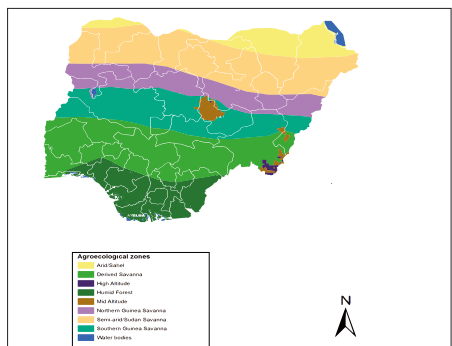 Agroecological zones
Arid/Sahel
Derived Savanna
High Altitude
Humid Forest
Mid Altitude
Northern Guinea Savanna
Semi-arid/Sudan Savanna
Southern Guinea Savanna
Water bodies
N